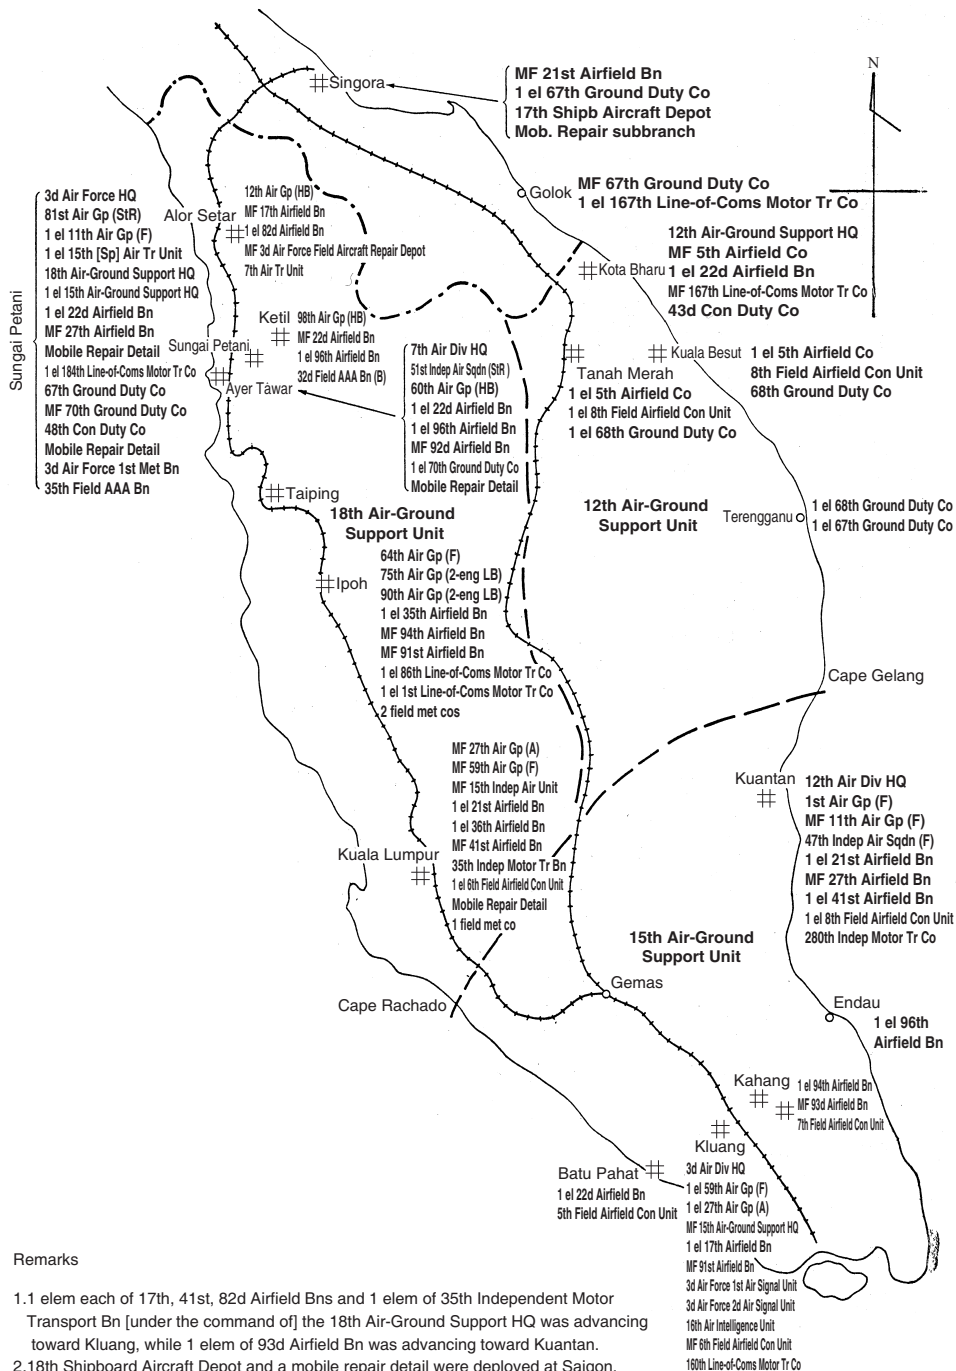 Singora
MF 21st Airfield Bn
1 el 67th Ground Duty Co
17th Shipb Aircraft Depot
Mob. Repair subbranch
N
Golok
MF 67th Ground Duty Co
1 el 167th Line-of-Coms Motor Tr Co
Sungai Petani
3d Air Force HQ
81st Air Gp (StR)
1 el 11th Air Gp (F)
1 el 15th [Sp] Air Tr Unit
18th Air-Ground Support HQ
1 el 15th Air-Ground Support HQ
1 el 22d Airfield Bn
MF 27th Airfield Bn
Mobile Repair Detail
1 el 184th Line-of-Coms Motor Tr Co
67th Ground Duty Co
MF 70th Ground Duty Co
48th Con Duty Co
Mobile Repair Detail
3d Air Force 1st Met Bn
35th Field AAA Bn
Alor Setar
12th Air Gp (HB)
MF 17th Airfield Bn
1 el 82d Airfield Bn
MF 3d Air Force Field Aircraft Repair Depot
7th Air Tr Unit
Kota Bharu
12th Air-Ground Support HQ
MF 5th Airfield Co
1 el 22d Airfield Bn
MF 167th Line-of-Coms Motor Tr Co
43d Con Duty Co
Ketil
98th Air Gp (HB)
MF 22d Airfield Bn
1 el 96th Airfield Bn
32d Field AAA Bn (B)
Sungai Petani
Ayer Tawar
7th Air Div HQ
51st Indep Air Sqdn (StR)
60th Air Gp (HB)
1 el 22d Airfield Bn
1 el 96th Airfield Bn
MF 92d Airfield Bn
1 el 70th Ground Duty Co
Mobile Repair Detail
Tanah Merah
1 el 5th Airfield Co
1 el 8th Field Airfield Con Unit
1 el 68th Ground Duty Co
Kuala Besut
1 el 5th Airfield Co
8th Field Airfield Con Unit
68th Ground Duty Co
Taiping
18th Air-Ground
Support Unit
12th Air-Ground
Support Unit
Terengganu
1 el 68th Ground Duty Co
1 el 67th Ground Duty Co
Ipoh
64th Air Gp (F)
75th Air Gp (2-eng LB)
90th Air Gp (2-eng LB)
1 el 35th Airfield Bn
MF 94th Airfield Bn
MF 91st Airfield Bn
1 el 86th Line-of-Coms Motor Tr Co
1 el 1st Line-of-Coms Motor Tr Co
2 field met cos
Cape Gelang
Kuala Lumpur
MF 27th Air Gp (A)
MF 59th Air Gp (F)
MF 15th Indep Air Unit
1 el 21st Airfield Bn
1 el 36th Airfield Bn
MF 41st Airfield Bn
35th Indep Motor Tr Bn
1 el 6th Field Airfield Con Unit
Mobile Repair Detail
1 field met co
Kuantan
12th Air Div HQ
1st Air Gp (F)
MF 11th Air Gp (F)
47th Indep Air Sqdn (F)
1 el 21st Airfield Bn
MF 27th Airfield Bn
1 el 41st Airfield Bn
1 el 8th Field Airfield Con Unit
280th Indep Motor Tr Co
15th Air-Ground
Support Unit
Gemas
Cape Rachado
Endau
1 el 96th
Airfield Bn
Kahang
1 el 94th Airfield Bn
MF 93d Airfield Bn
7th Field Airfield Con Unit
Kluang
3d Air Div HQ
1 el 59th Air Gp (F)
1 el 27th Air Gp (A)
MF 15th Air-Ground Support HQ
1 el 17th Airfield Bn
MF 91st Airfield Bn
3d Air Force 1st Air Signal Unit
3d Air Force 2d Air Signal Unit
16th Air Intelligence Unit
MF 6th Field Airfield Con Unit
160th Line-of-Coms Motor Tr Co
Batu Pahat
1 el 22d Airfield Bn
5th Field Airfield Con Unit
Remarks
1.1 elem each of 17th, 41st, 82d Airfield Bns and 1 elem of 35th Independent Motor
Transport Bn [under the command of] the 18th Air-Ground Support HQ was advancing
toward Kluang, while 1 elem of 93d Airfield Bn was advancing toward Kuantan.
2.18th Shipboard Aircraft Depot and a mobile repair detail were deployed at Saigon.